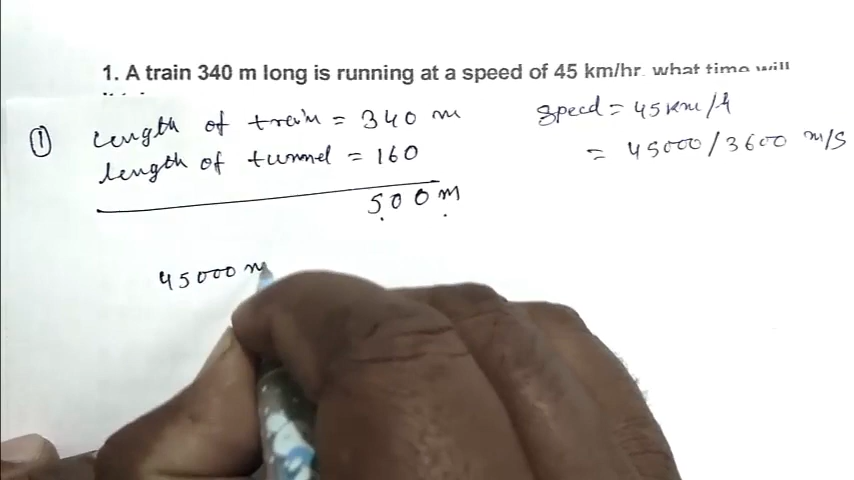 1. A train 340 m long is running at a speed of 45 km/hr. what time will
① Length of train = 340 m
Length of tunnel = 160
500 m
Speed = 45 km/h
= 45000/3600 m/s
45000 m